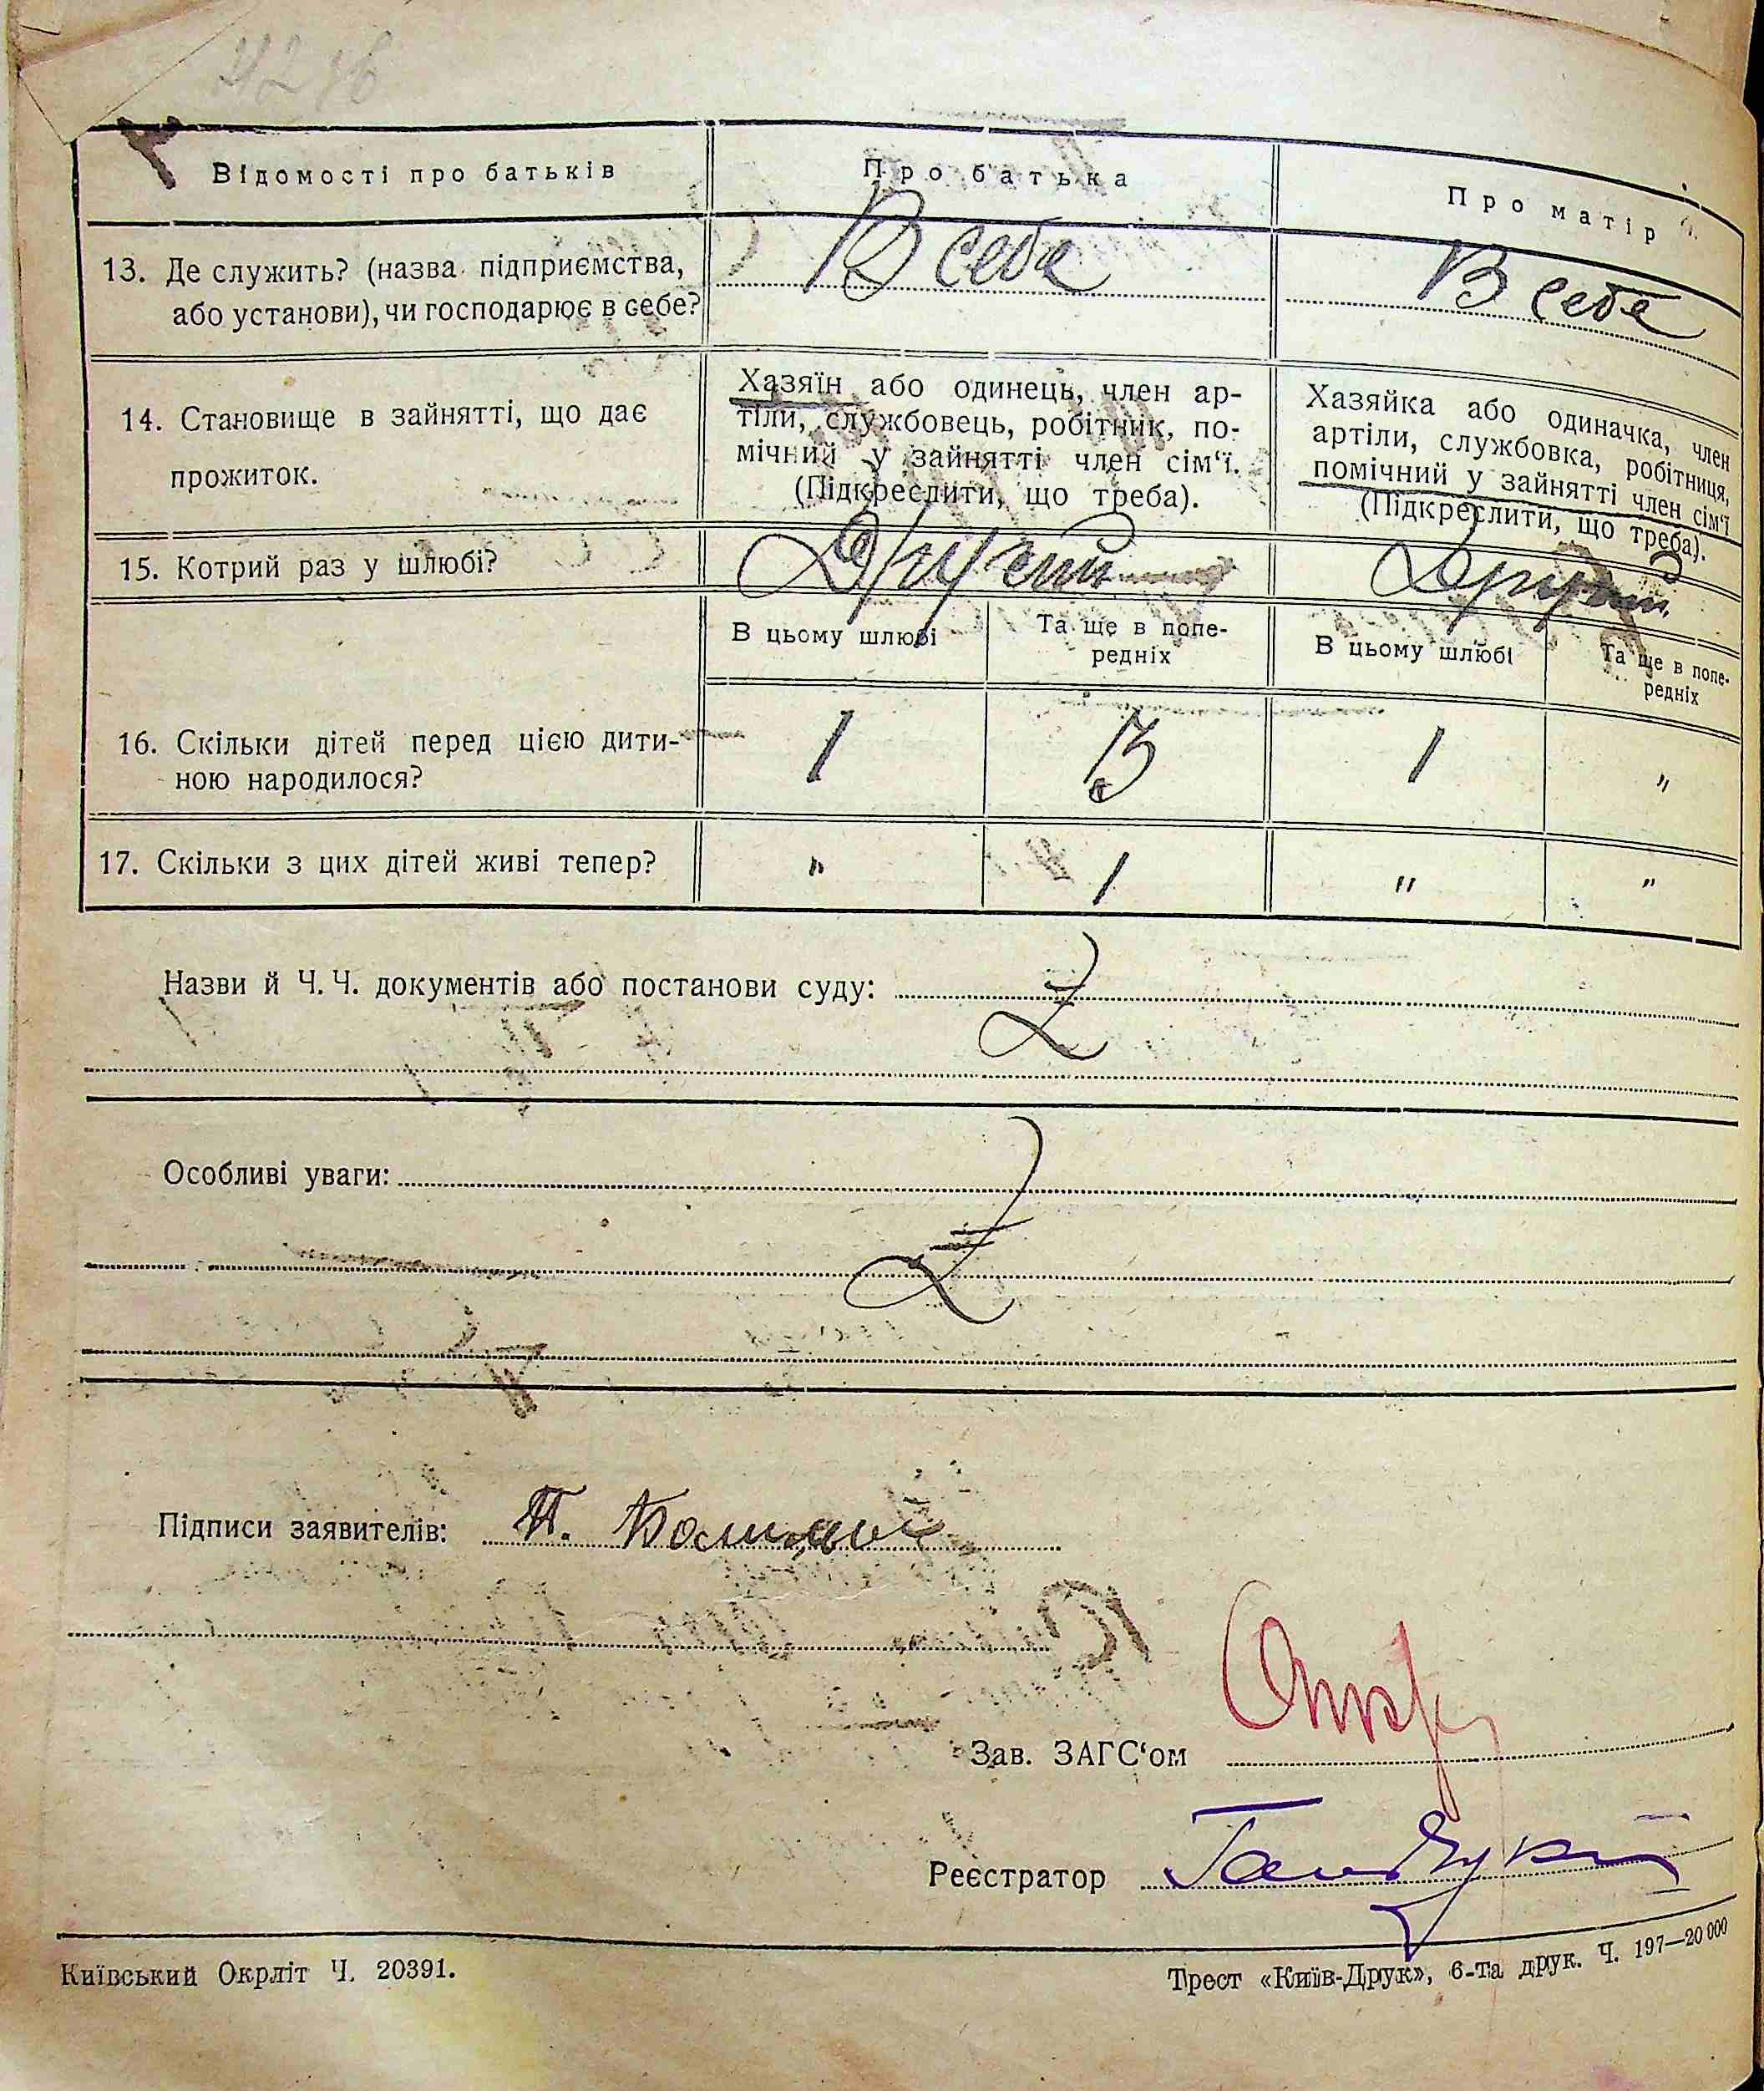 Відомості про батьків
Про батька
Про матір
13. Де служить? (назва підприємства,
або установи), чи господарює в себе?
В себе
В себе
14. Становище в зайнятті, що дає
прожиток.
Хазяїн або одинець, член ар-
тіли, службовець, робітник, по-
мічний у зайнятті член сім‘ї.
(Підкреслити, що треба).
Хазяйка або одиначка, член
артіли, службовка, робітниця,
помічний у зайнятті член сім‘ї
(Підкреслити, що треба).
15. Котрий раз у шлюбі?
Другий
Другий
В цьому шлюбі
Та ще в попе-
редніх
В цьому шлюбі
Та ще в попе-
редніх
16. Скільки дітей перед цією дити-
ною народилося?
1
3
1
"
17. Скільки з цих дітей живі тепер?
"
1
"
"
Назви й Ч. Ч. документів або постанови суду:
Z
Особливі уваги:
Z
Підписи заявителів: П.
Зав. ЗАГС‘ом
Реєстратор
Київський Окрліт Ч. 20391.
Трест «Київ-Друк», 6-та друк. Ч. 197—20 000